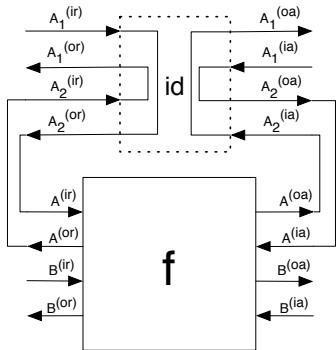 A₁⁽ⁱʳ⁾ A₁⁽ᵒᵃ⁾
A₁⁽ᵒʳ⁾ A₁⁽ⁱᵃ⁾
A₂⁽ⁱʳ⁾ id A₂⁽ᵒᵃ⁾
A₂⁽ᵒʳ⁾ A₂⁽ⁱᵃ⁾
A⁽ⁱʳ⁾ A⁽ᵒᵃ⁾
A⁽ᵒʳ⁾ f A⁽ⁱᵃ⁾
B⁽ⁱʳ⁾ B⁽ᵒᵃ⁾
B⁽ᵒʳ⁾ B⁽ⁱᵃ⁾